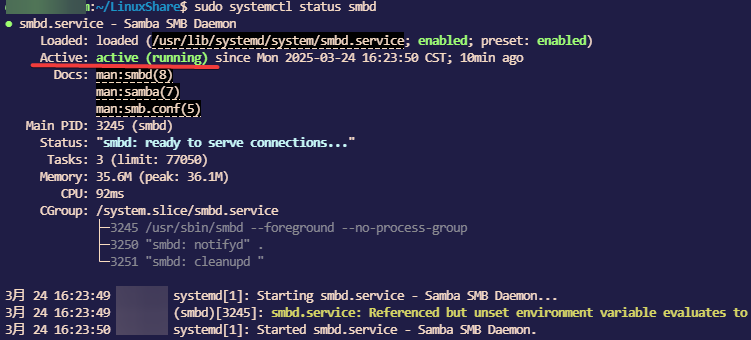 m:~/LinuxShare$ sudo systemctl status smbd
● smbd.service - Samba SMB Daemon
Loaded: loaded (/usr/lib/systemd/system/smbd.service; enabled; preset: enabled)
Active: active (running) since Mon 2025-03-24 16:23:50 CST; 10min ago
Docs: man:smbd(8)
man:samba(7)
man:smb.conf(5)
Main PID: 3245 (smbd)
Status: "smbd: ready to serve connections..."
Tasks: 3 (limit: 77050)
Memory: 35.6M (peak: 36.1M)
CPU: 92ms
CGroup: /system.slice/smbd.service
├─3245 /usr/sbin/smbd --foreground --no-process-group
├─3250 "smbd: notifyd" .
└─3251 "smbd: cleanupd "
3月 24 16:23:49 systemd[1]: Starting smbd.service - Samba SMB Daemon...
3月 24 16:23:49 (smbd)[3245]: smbd.service: Referenced but unset environment variable evaluates to
3月 24 16:23:50 systemd[1]: Started smbd.service - Samba SMB Daemon.